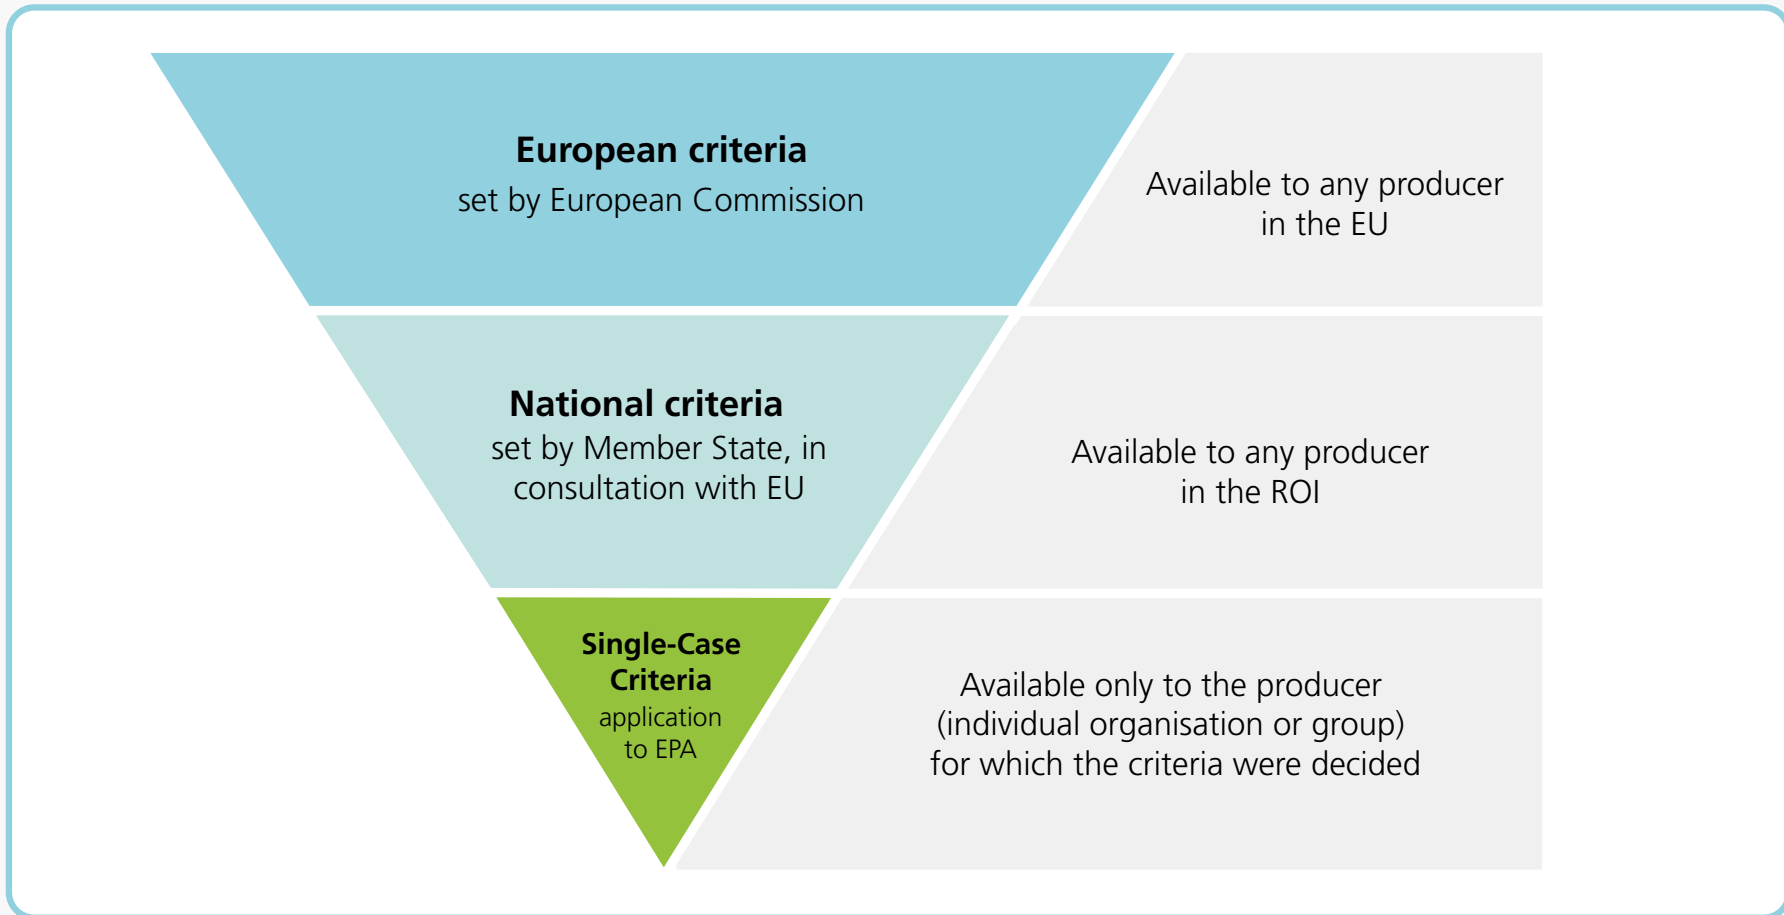 European criteria
set by European Commission
Available to any producer
in the EU
National criteria
set by Member State, in
consultation with EU
Available to any producer
in the ROI
Single-Case
Criteria
application
to EPA
Available only to the producer
(individual organisation or group)
for which the criteria were decided